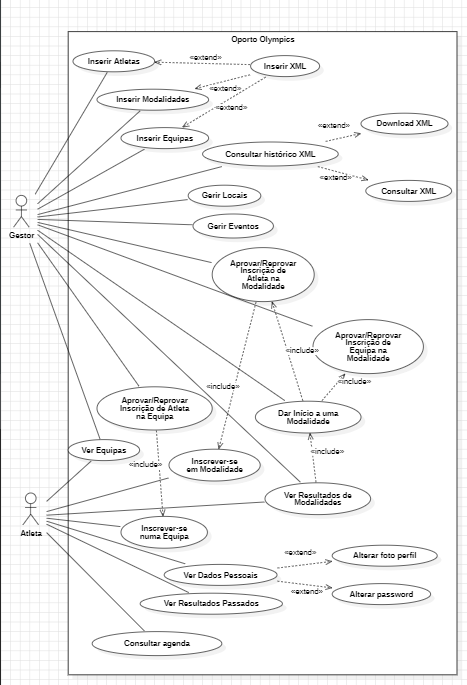 Oporto Olympics
Inserir Atletas
«extend»
Inserir XML
«extend»
Inserir Modalidades
«extend»
Download XML
«extend»
Inserir Equipas
Consultar histórico XML
«extend»
Consultar XML
Gerir Locais
Gestor
Gerir Eventos
Aprovar/Reprovar
Inscrição de
Atleta na
Modalidade
Aprovar/Reprovar
Inscrição de
Equipa na
Modalidade
«include»
«include»
«include»
Aprovar/Reprovar
Inscrição de Atleta
na Equipa
Dar Início a uma
Modalidade
Ver Equipas
«include»
«include»
Inscrever-se
em Modalidade
Ver Resultados de
Modalidades
Atleta
Inscrever-se
numa Equipa
«extend»
Alterar foto perfil
Ver Dados Pessoais
«extend»
Alterar password
Ver Resultados Passados
Consultar agenda